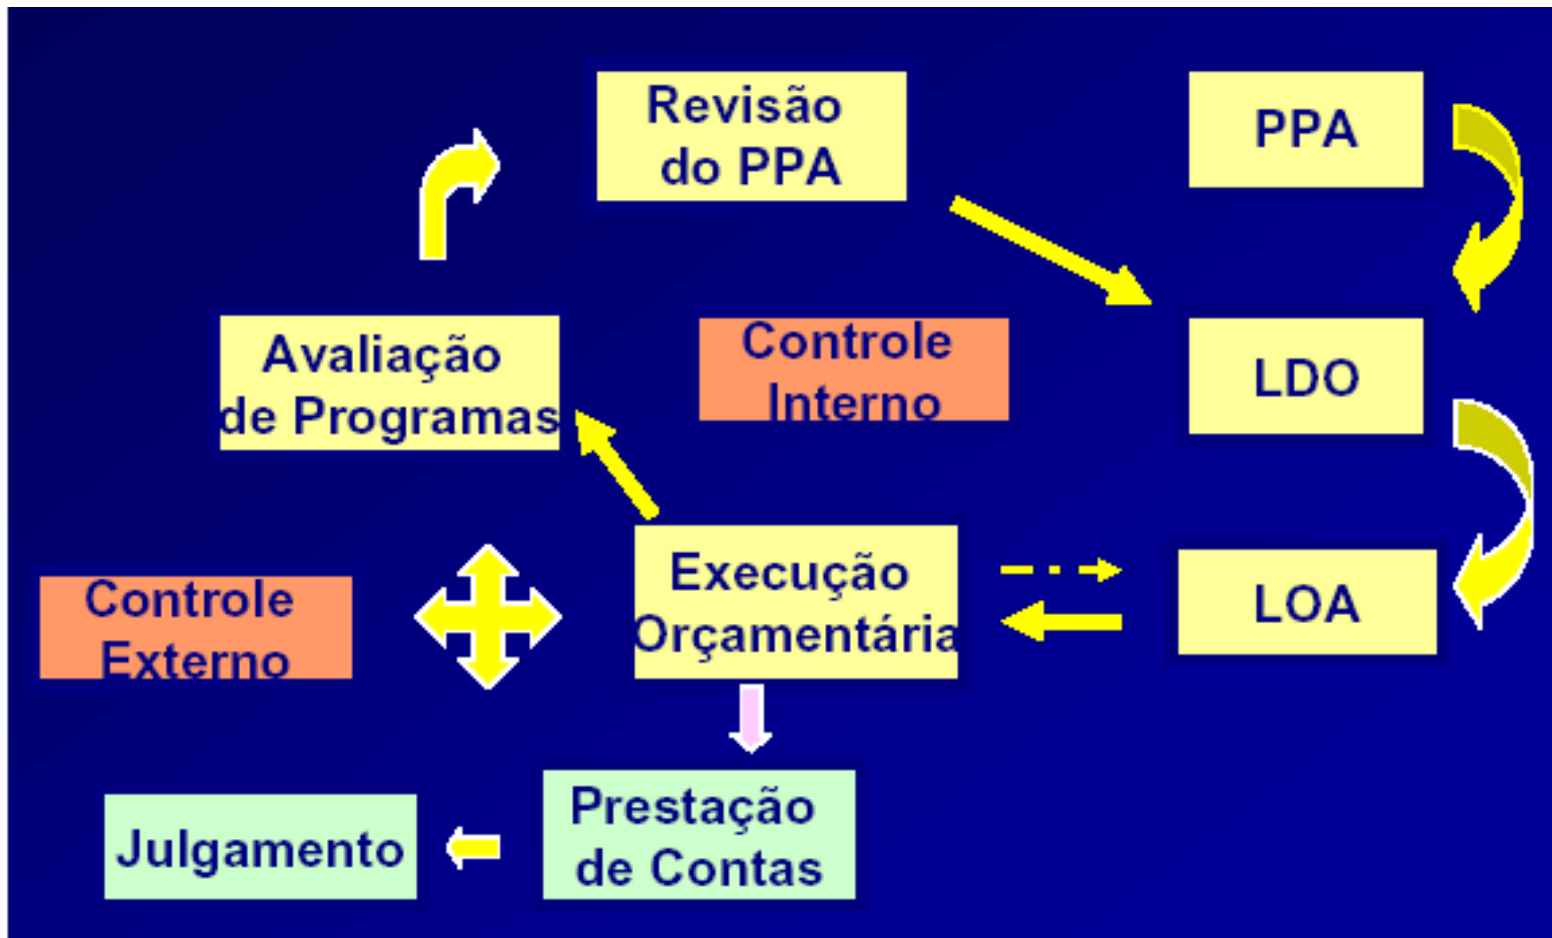 Revisão
do PPA
PPA
Avaliação
de Programas
Controle
Interno
LDO
Controle
Externo
Execução
Orçamentária
LOA
Julgamento
Prestação
de Contas